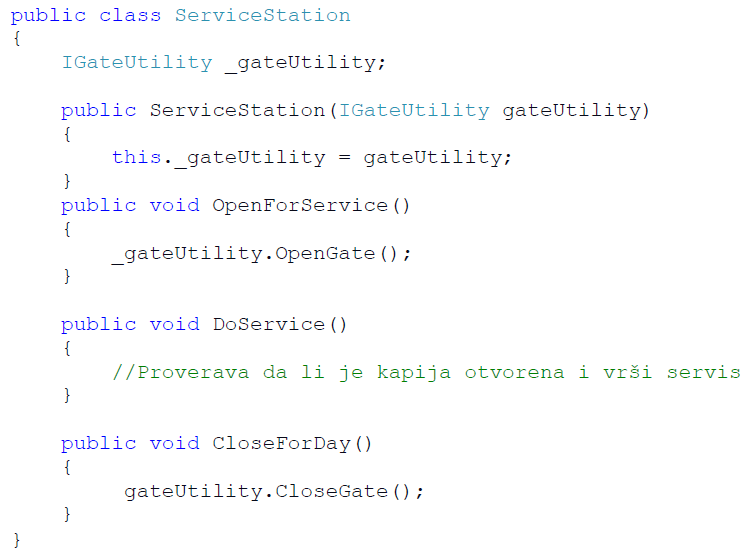 public class ServiceStation
{
    IGateUtility _gateUtility;

    public ServiceStation(IGateUtility gateUtility)
    {
        this._gateUtility = gateUtility;
    }
    public void OpenForService()
    {
        _gateUtility.OpenGate();
    }

    public void DoService()
    {
        //Proverava da li je kapija otvorena i vrši servis
    }

    public void CloseForDay()
    {
         gateUtility.CloseGate();
    }
}